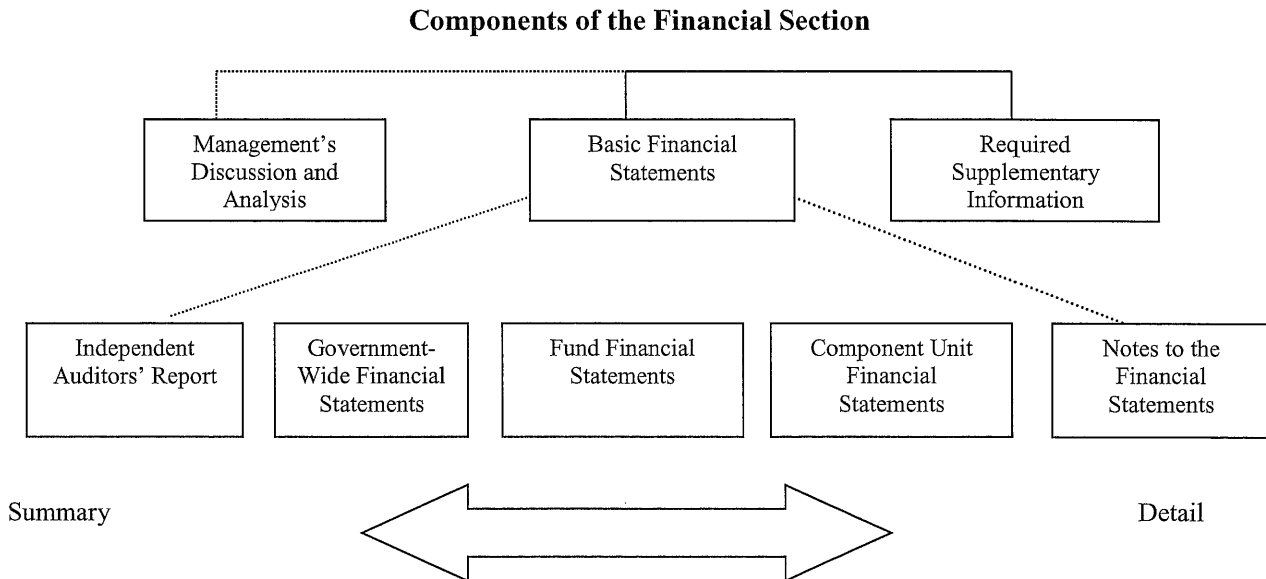 Components of the Financial Section
Management's
Discussion and
Analysis
Basic Financial
Statements
Required
Supplementary
Information
Independent
Auditors' Report
Government-
Wide Financial
Statements
Fund Financial
Statements
Component Unit
Financial
Statements
Notes to the
Financial
Statements
Summary
Detail